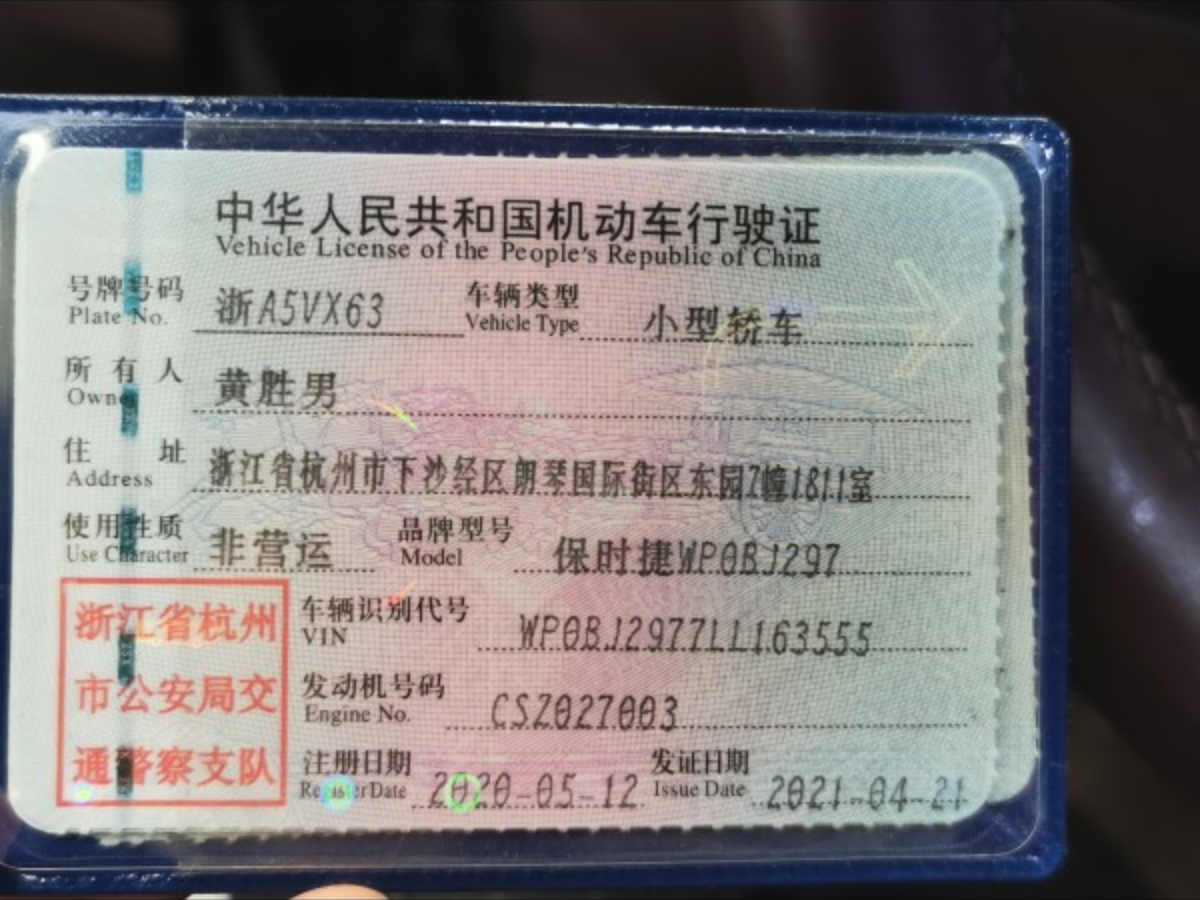 中华人民共和国机动车行驶证
Vehicle License of the People's Republic of China
号牌号码 浙A5VX63 车辆类型 小型轿车
Plate No. Vehicle Type
所有人 黄胜男
Owner
住址 浙江省杭州市下沙经区朗琴国际街区东园7幢1811室
Address
使用性质 非营运 品牌型号 保时捷WP0BJ297
Use Character Model
浙江省杭州
市公安局交
通警察支队
车辆识别代号 WP0BJ2977LL163555
VIN
发动机号码 CSZ027003
Engine No.
注册日期 2020-05-12 发证日期 2021-04-21
Register Date Issue Date